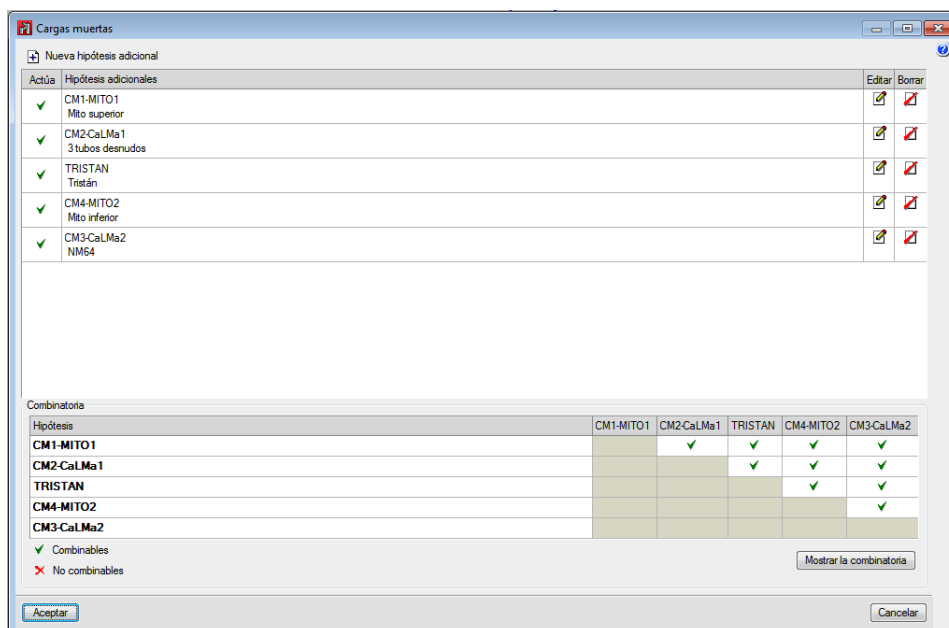 Cargas muertas
Nueva hipótesis adicional
Actúa Hipótesis adicionales Editar Borrar
CM1-MITO1
Mito superior
CM2-CaLMa1
3 tubos desnudos
TRISTAN
Tristán
CM4-MITO2
Mito inferior
CM3-CaLMa2
NM64
Combinatoria
Hipótesis CM1-MITO1 CM2-CaLMa1 TRISTAN CM4-MITO2 CM3-CaLMa2
CM1-MITO1
CM2-CaLMa1
TRISTAN
CM4-MITO2
CM3-CaLMa2
Combinables
No combinables
Mostrar la combinatoria
Aceptar Cancelar